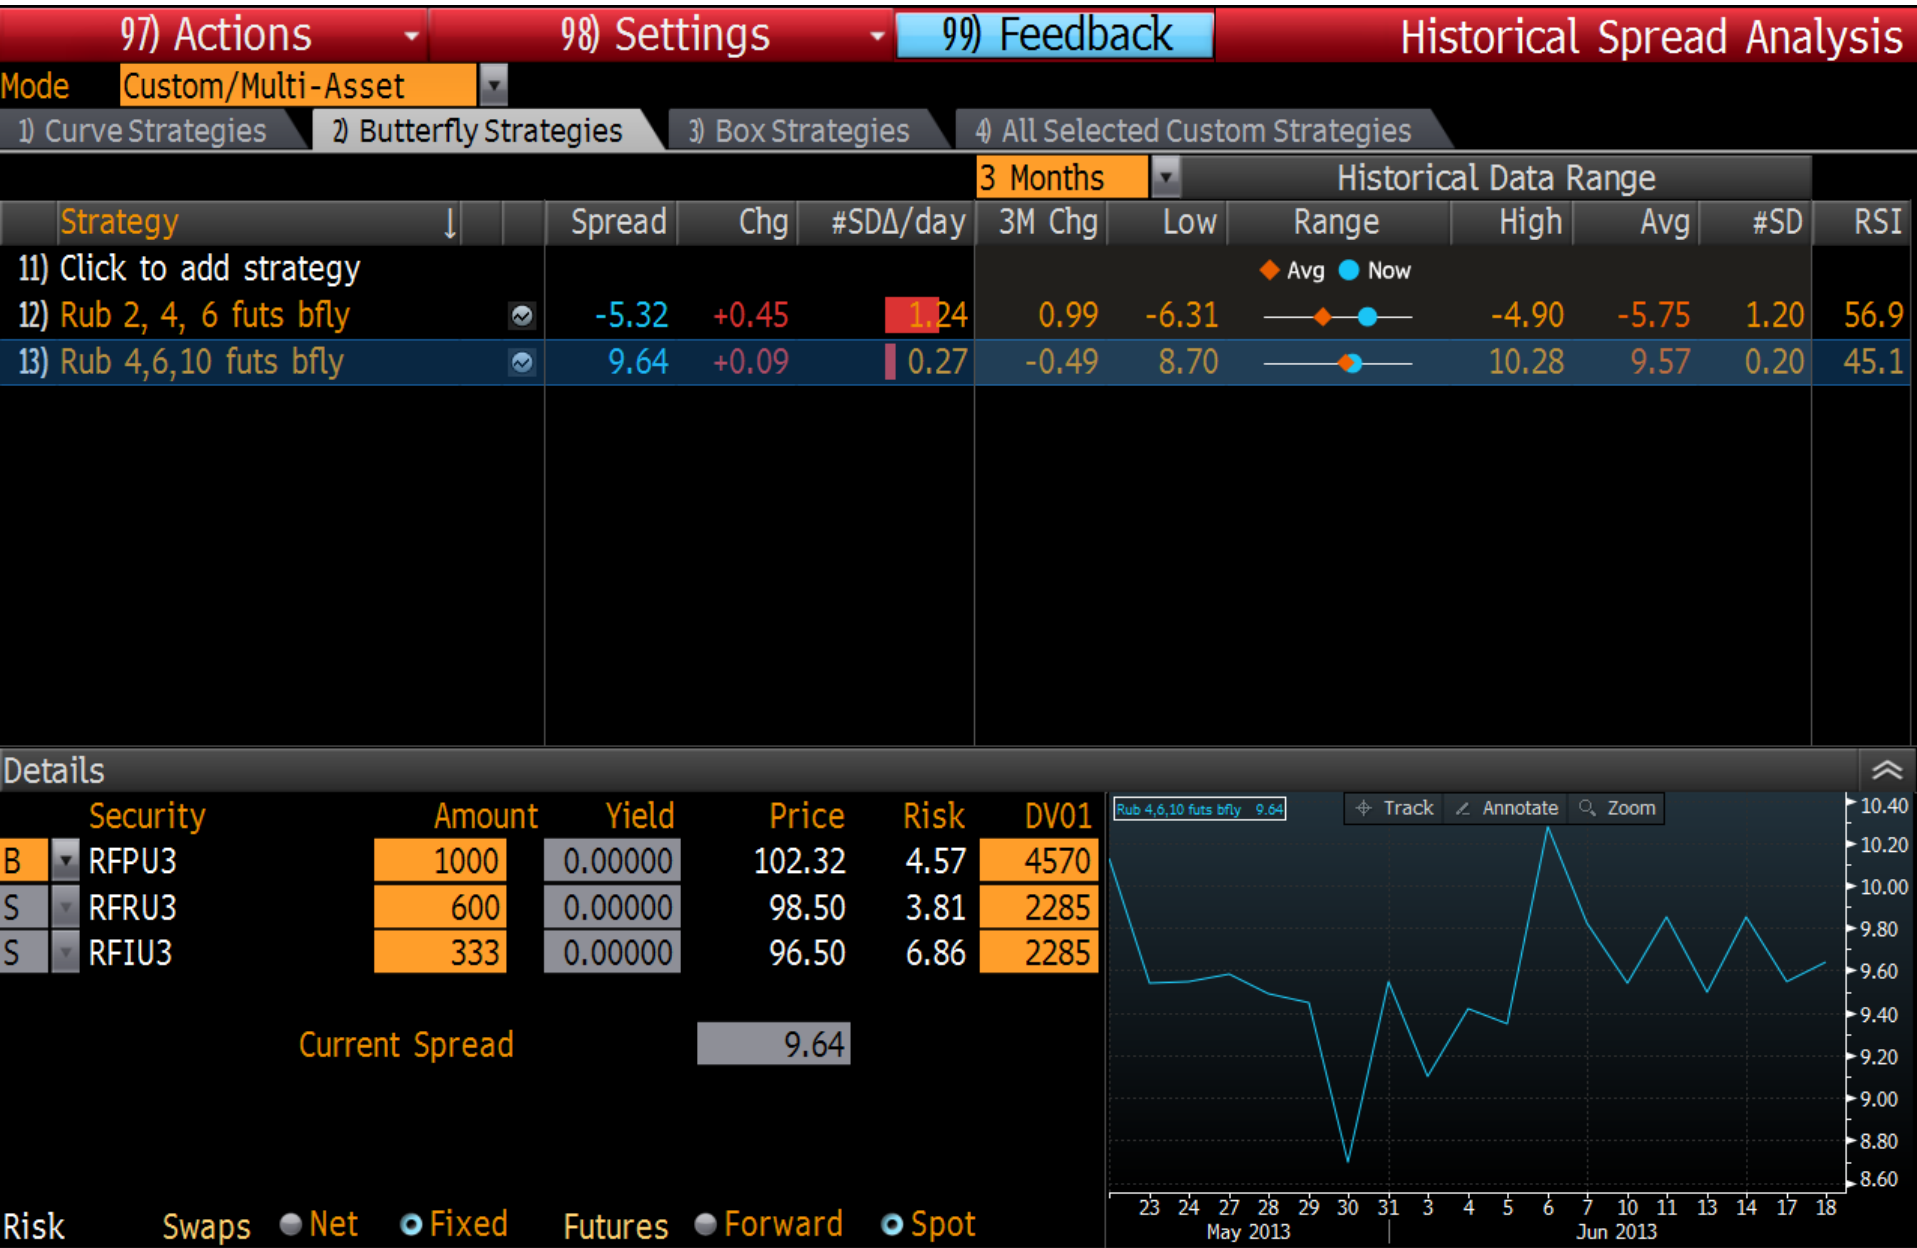 97) Actions 98) Settings 99) Feedback Historical Spread Analysis
Mode Custom/Multi-Asset
1) Curve Strategies 2) Butterfly Strategies 3) Box Strategies 4) All Selected Custom Strategies
3 Months Historical Data Range
Strategy ↓ Spread Chg #SDΔ/day 3M Chg Low Range High Avg #SD RSI
11) Click to add strategy Avg Now
12) Rub 2, 4, 6 futs bfly -5.32 +0.45 1.24 0.99 -6.31 -4.90 -5.75 1.20 56.9
13) Rub 4,6,10 futs bfly 9.64 +0.09 0.27 -0.49 8.70 10.28 9.57 0.20 45.1
Details
Security Amount Yield Price Risk DV01
B RFPU3 1000 0.00000 102.32 4.57 4570
S RFRU3 600 0.00000 98.50 3.81 2285
S RFIU3 333 0.00000 96.50 6.86 2285
Current Spread 9.64
Risk Swaps Net Fixed Futures Forward Spot
Rub 4,6,10 futs bfly 9.64 Track Annotate Zoom
10.40
10.20
10.00
9.80
9.60
9.40
9.20
9.00
8.80
8.60
23 24 27 28 29 30 31 3 4 5 6 7 10 11 13 14 17 18
May 2013 Jun 2013